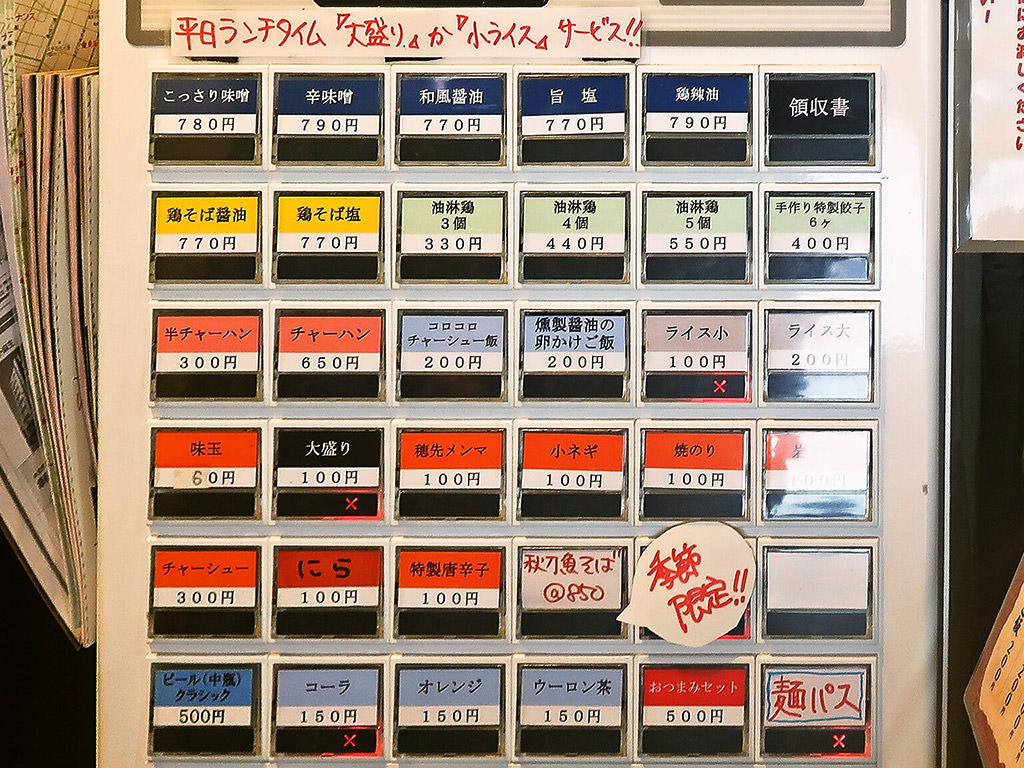 平日ランチタイム『大盛り』か『小ライス』サービス!!
こっさり味噌
780円
辛味噌
790円
和風醤油
770円
旨 塩
770円
鶏辣油
790円
領収書
鶏そば醤油
770円
鶏そば塩
770円
油淋鶏
3個
330円
油淋鶏
4個
440円
油淋鶏
5個
550円
手作り特製餃子
6ヶ
400円
半チャーハン
300円
チャーハン
650円
コロコロ
チャーシュー飯
200円
燻製醤油の
卵かけご飯
200円
ライス小
100円
×
ライス大
200円
味玉
60円
大盛り
100円
×
穂先メンマ
100円
小ネギ
100円
焼のり
100円
岩
100円
チャーシュー
300円
にら
100円
特製唐辛子
100円
秋刀魚そば
@850
季節
限定!!
ビール(中瓶)
クラシック
500円
コーラ
150円
×
オレンジ
150円
ウーロン茶
150円
おつまみセット
500円
麺パス
×